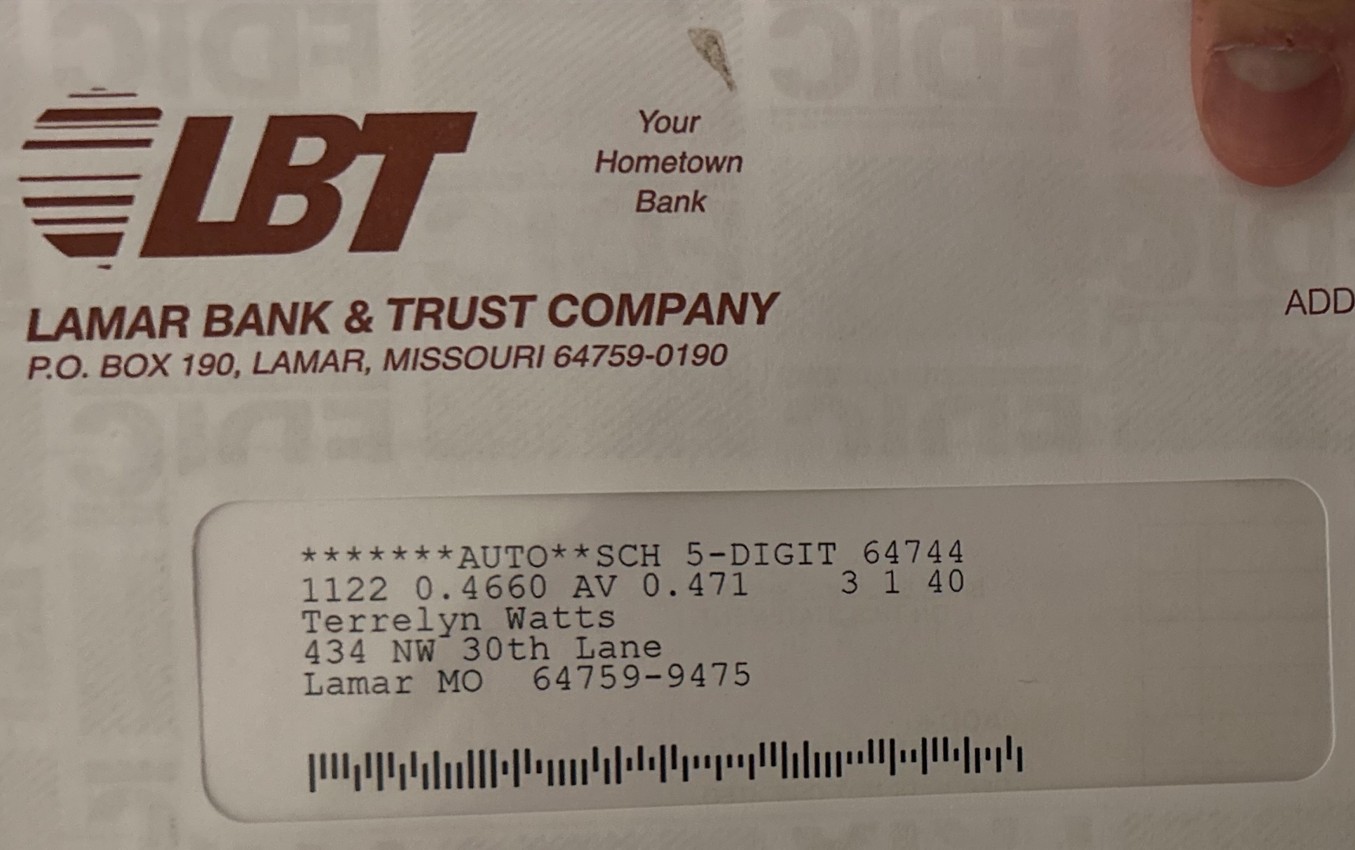 LBT
Your
Hometown
Bank
LAMAR BANK & TRUST COMPANY
P.O. BOX 190, LAMAR, MISSOURI 64759-0190
ADD
*******AUTO**SCH 5-DIGIT 64744
1122 0.4660 AV 0.471 3 1 40
Terrelyn Watts
434 NW 30th Lane
Lamar MO 64759-9475